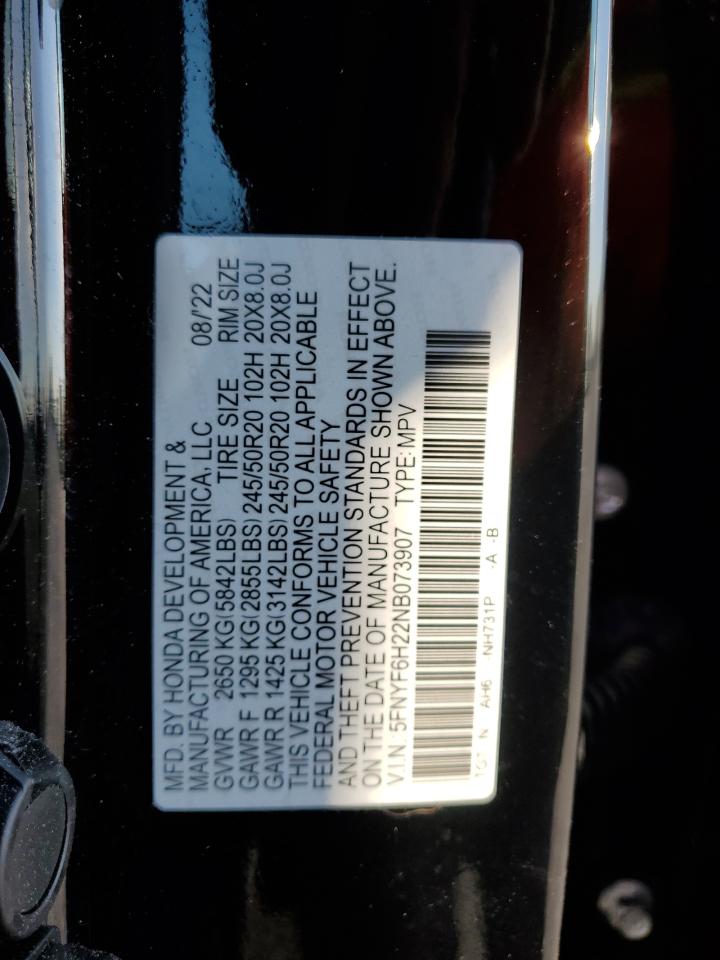 MFD. BY HONDA DEVELOPMENT &
MANUFACTURING OF AMERICA, LLC 08/'22
GVWR 2650 KG(5842LBS) TIRE SIZE RIM SIZE
GAWR F 1295 KG(2855LBS) 245/50R20 102H 20X8.0J
GAWR R 1425 KG(3142LBS) 245/50R20 102H 20X8.0J
THIS VEHICLE CONFORMS TO ALL APPLICABLE
FEDERAL MOTOR VEHICLE SAFETY
AND THEFT PREVENTION STANDARDS IN EFFECT
ON THE DATE OF MANUFACTURE SHOWN ABOVE.
V.I.N.: 5FNYF6H22NB073907 TYPE: MPV
N AH6 NH731P A -B